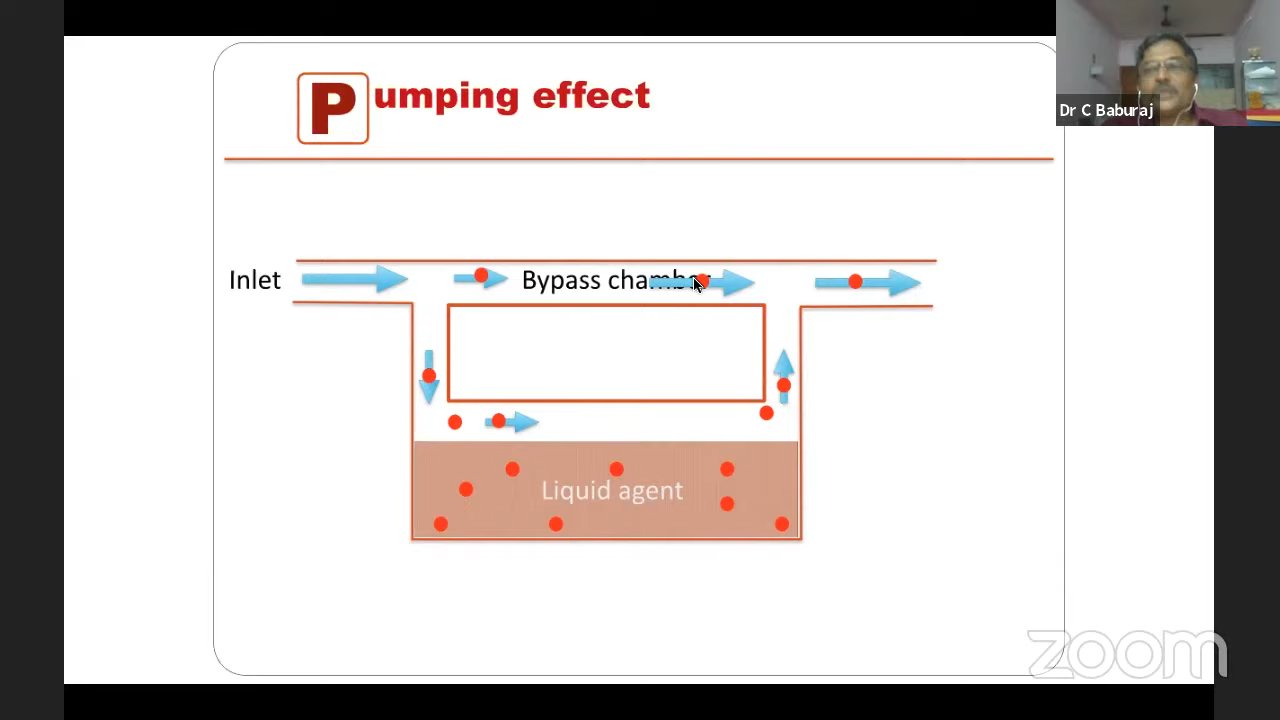 Pumping effect
Dr C Baburaj
Inlet
Bypass chamber
Liquid agent
zoom